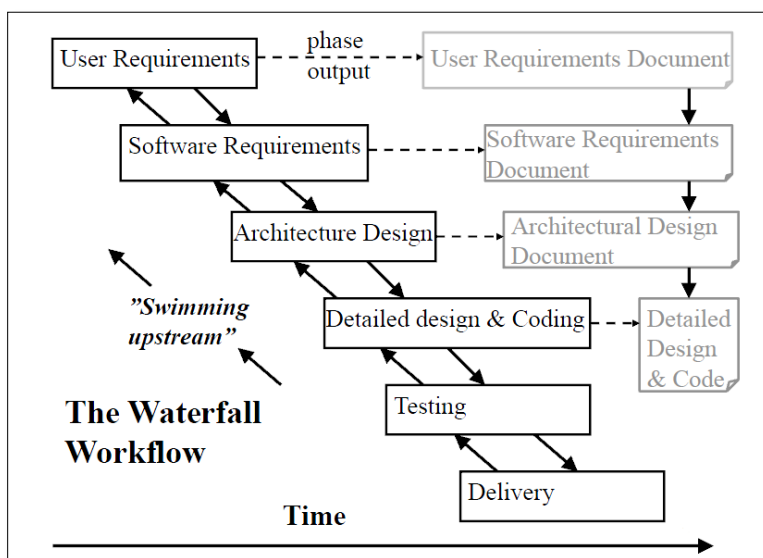 User Requirements
phase
output
User Requirements Document
Software Requirements
Software Requirements
Document
Architecture Design
Architectural Design
Document
”Swimming
upstream”
Detailed design & Coding
Detailed
Design
& Code
Testing
The Waterfall
Workflow
Delivery
Time